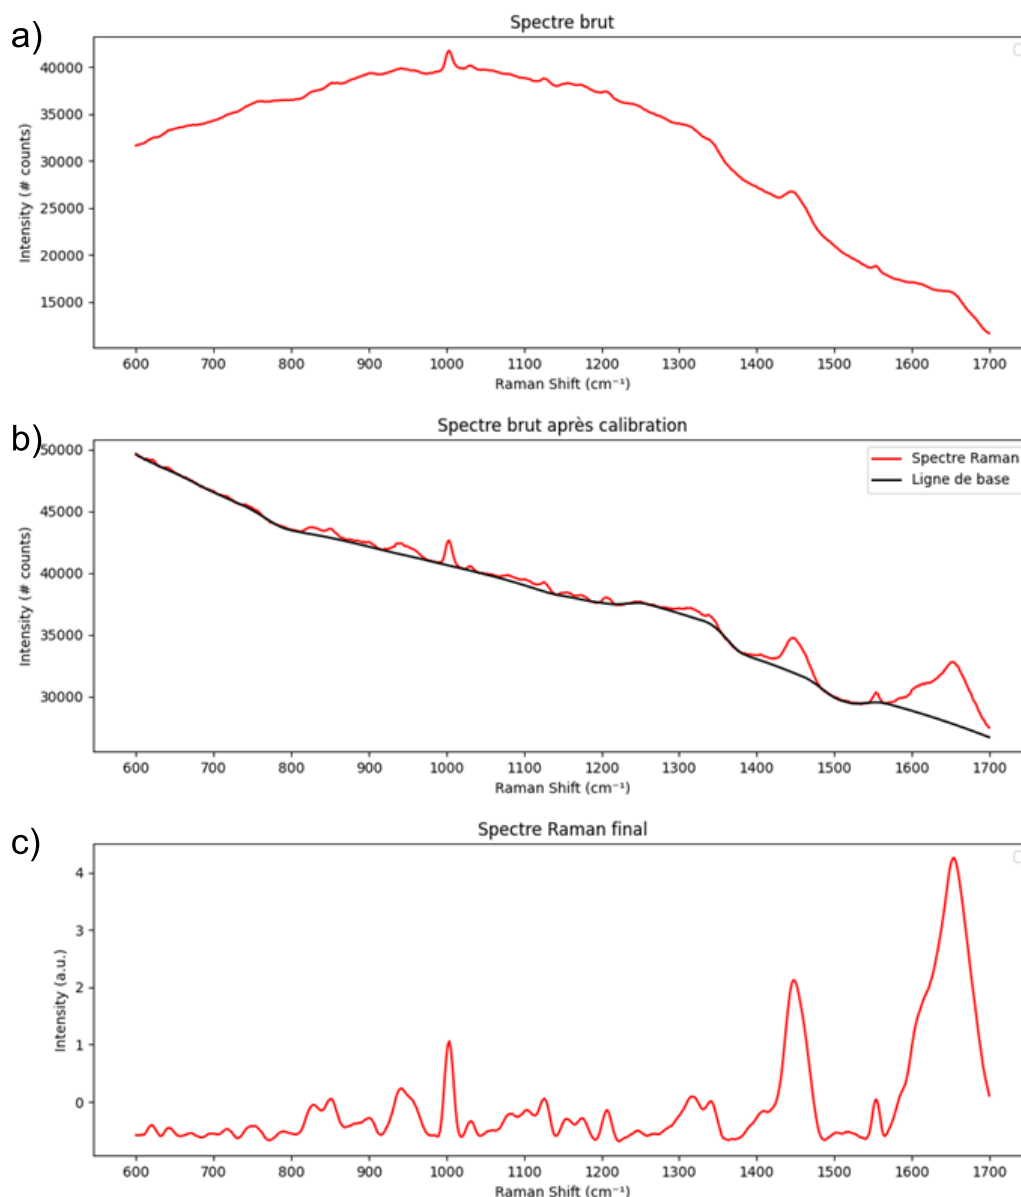 a)
Spectre brut
40000
35000
30000
25000
20000
15000
Intensity (# counts)
600 700 800 900 1000 1100 1200 1300 1400 1500 1600 1700
Raman Shift (cm⁻¹)
b)
Spectre brut après calibration
50000
45000
40000
35000
30000
Intensity (# counts)
Spectre Raman
Ligne de base
600 700 800 900 1000 1100 1200 1300 1400 1500 1600 1700
Raman Shift (cm⁻¹)
c)
Spectre Raman final
4
3
2
1
0
Intensity (a.u.)
600 700 800 900 1000 1100 1200 1300 1400 1500 1600 1700
Raman Shift (cm⁻¹)